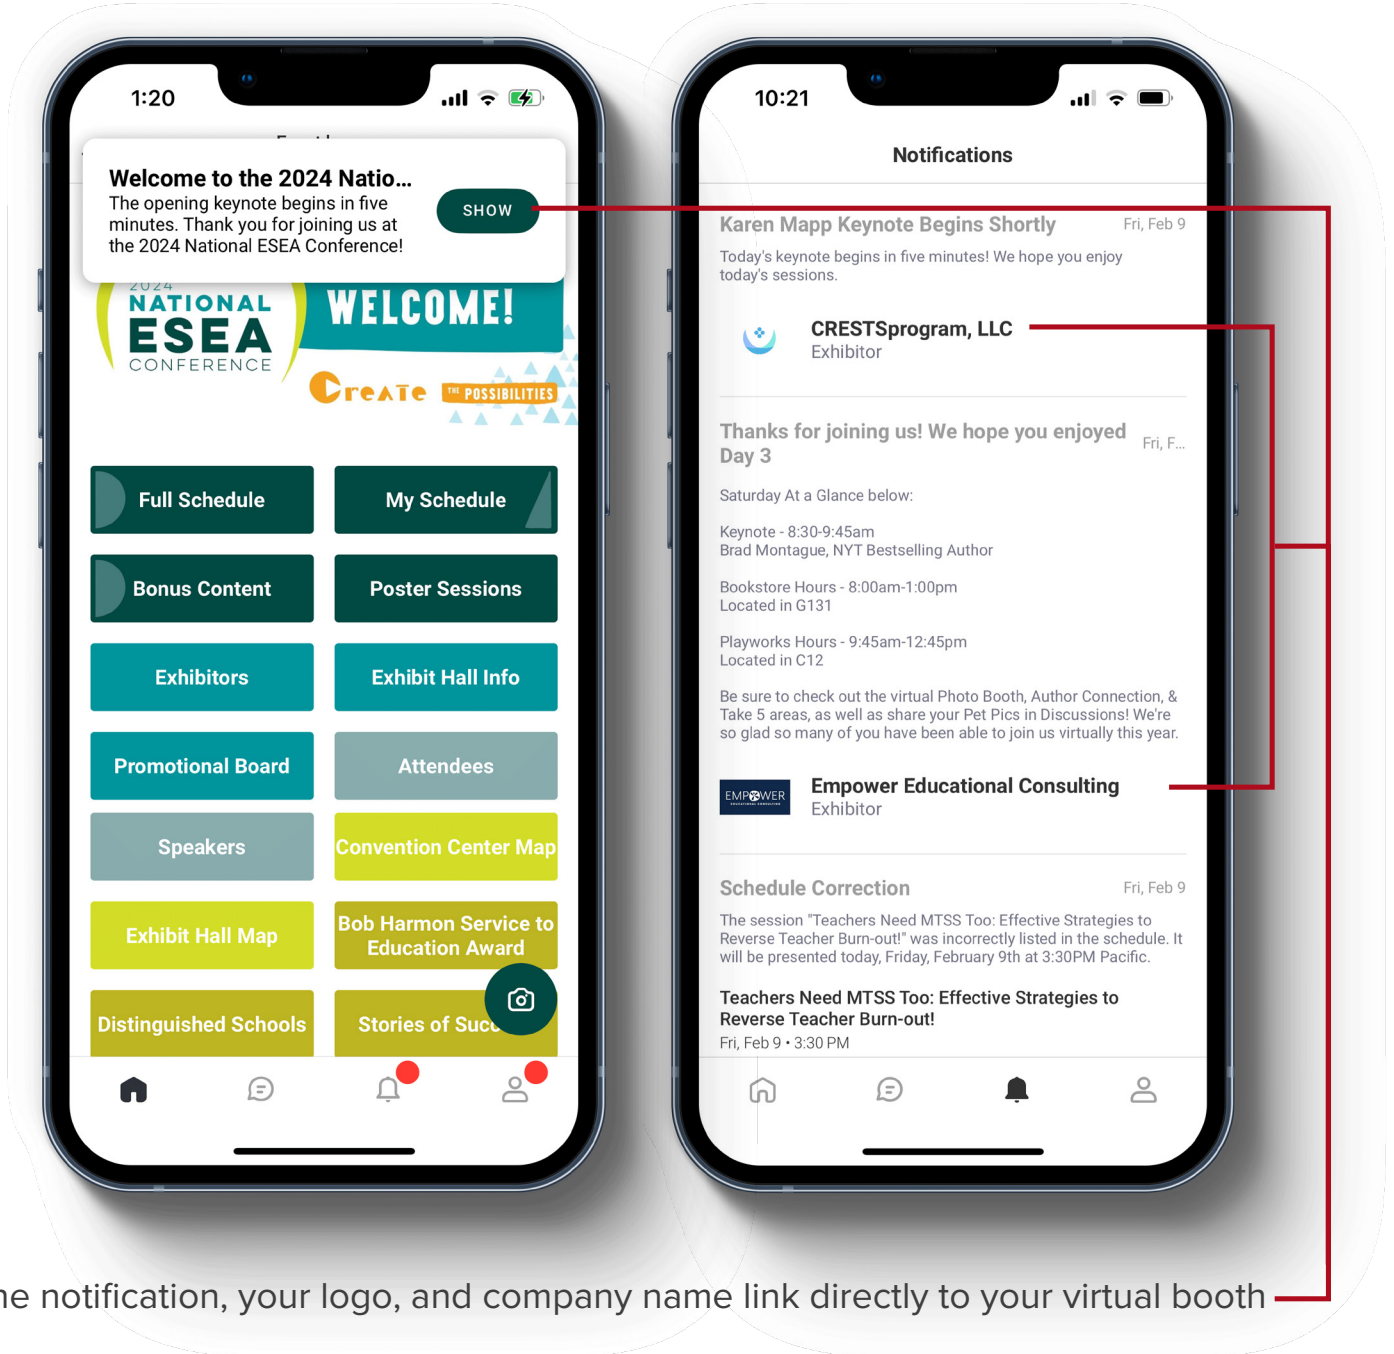 1:20
Welcome to the 2024 Natio...
The opening keynote begins in five
minutes. Thank you for joining us at
the 2024 National ESEA Conference!
SHOW
2024
NATIONAL
ESEA
CONFERENCE
WELCOME!
Create THE POSSIBILITIES
Full Schedule
My Schedule
Bonus Content
Poster Sessions
Exhibitors
Exhibit Hall Info
Promotional Board
Attendees
Speakers
Convention Center Map
Exhibit Hall Map
Bob Harmon Service to
Education Award
Distinguished Schools
Stories of Succ
10:21
Notifications
Karen Mapp Keynote Begins Shortly
Fri, Feb 9
Today's keynote begins in five minutes! We hope you enjoy
today's sessions.
CRESTSprogram, LLC
Exhibitor
Thanks for joining us! We hope you enjoyed
Day 3
Fri, F...
Saturday At a Glance below:
Keynote - 8:30-9:45am
Brad Montague, NYT Bestselling Author
Bookstore Hours - 8:00am-1:00pm
Located in G131
Playworks Hours - 9:45am-12:45pm
Located in C12
Be sure to check out the virtual Photo Booth, Author Connection, &
Take 5 areas, as well as share your Pet Pics in Discussions! We're
so glad so many of you have been able to join us virtually this year.
EMPOWER
EDUCATIONAL CONSULTING
Empower Educational Consulting
Exhibitor
Schedule Correction
Fri, Feb 9
The session "Teachers Need MTSS Too: Effective Strategies to
Reverse Teacher Burn-out!" was incorrectly listed in the schedule. It
will be presented today, Friday, February 9th at 3:30PM Pacific.
Teachers Need MTSS Too: Effective Strategies to
Reverse Teacher Burn-out!
Fri, Feb 9 • 3:30 PM
he notification, your logo, and company name link directly to your virtual booth